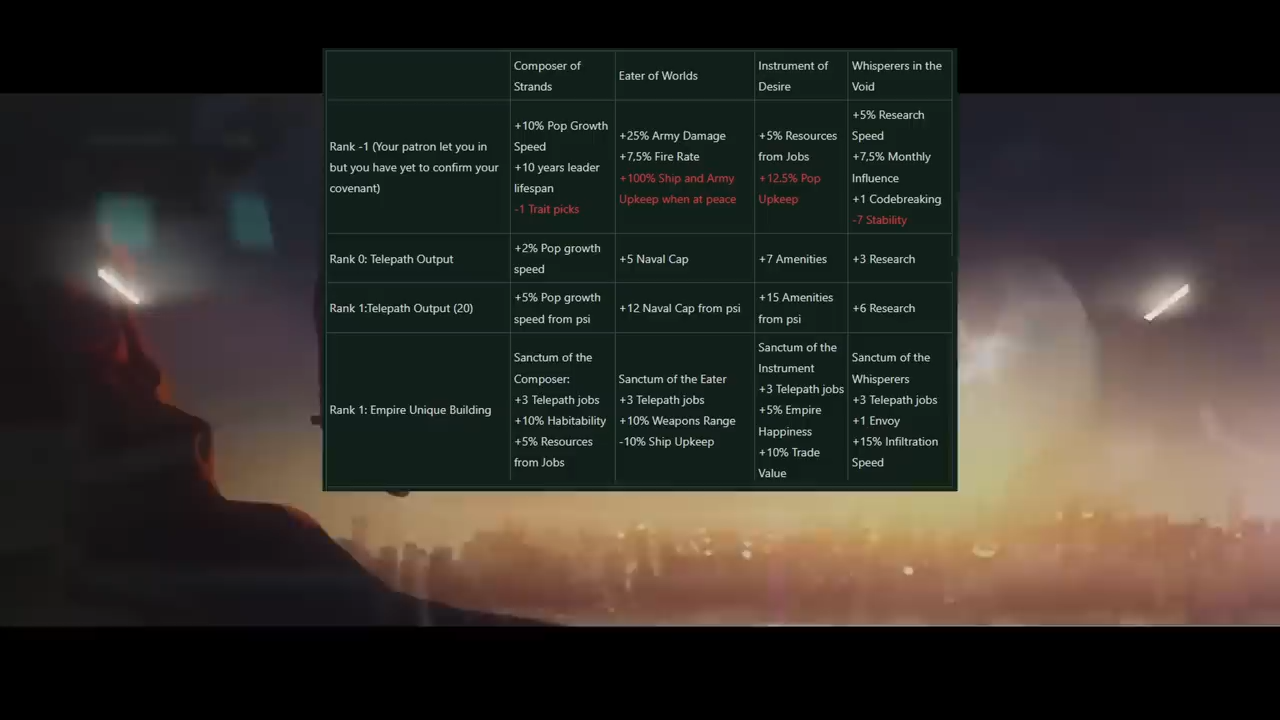 Composer of
Strands
Eater of Worlds
Instrument of
Desire
Whisperers in the
Void
Rank -1 (Your patron let you in
but you have yet to confirm your
covenant)
+10% Pop Growth
Speed
+10 years leader
lifespan
-1 Trait picks
+25% Army Damage
+7,5% Fire Rate
+100% Ship and Army
Upkeep when at peace
+5% Resources
from Jobs
+12.5% Pop
Upkeep
+5% Research
Speed
+7,5% Monthly
Influence
+1 Codebreaking
-7 Stability
Rank 0: Telepath Output
+2% Pop growth
speed
+5 Naval Cap
+7 Amenities
+3 Research
Rank 1:Telepath Output (20)
+5% Pop growth
speed from psi
+12 Naval Cap from psi
+15 Amenities
from psi
+6 Research
Rank 1: Empire Unique Building
Sanctum of the
Composer:
+3 Telepath jobs
+10% Habitability
+5% Resources
from Jobs
Sanctum of the Eater
+3 Telepath jobs
+10% Weapons Range
-10% Ship Upkeep
Sanctum of the
Instrument
+3 Telepath jobs
+5% Empire
Happiness
+10% Trade
Value
Sanctum of the
Whisperers
+3 Telepath jobs
+1 Envoy
+15% Infiltration
Speed